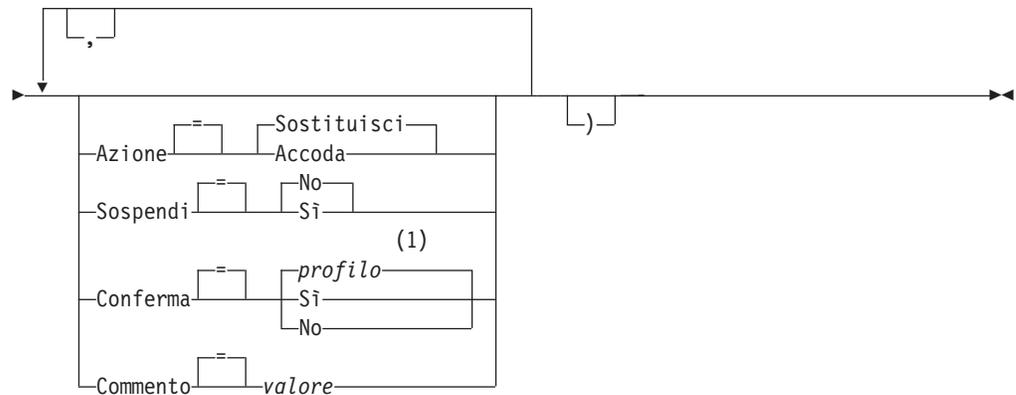 ,
)
= Sostituisci
Azione Accoda
= No
Sospendi Sì
(1)
= profilo
Conferma Sì
No
=
Commento valore